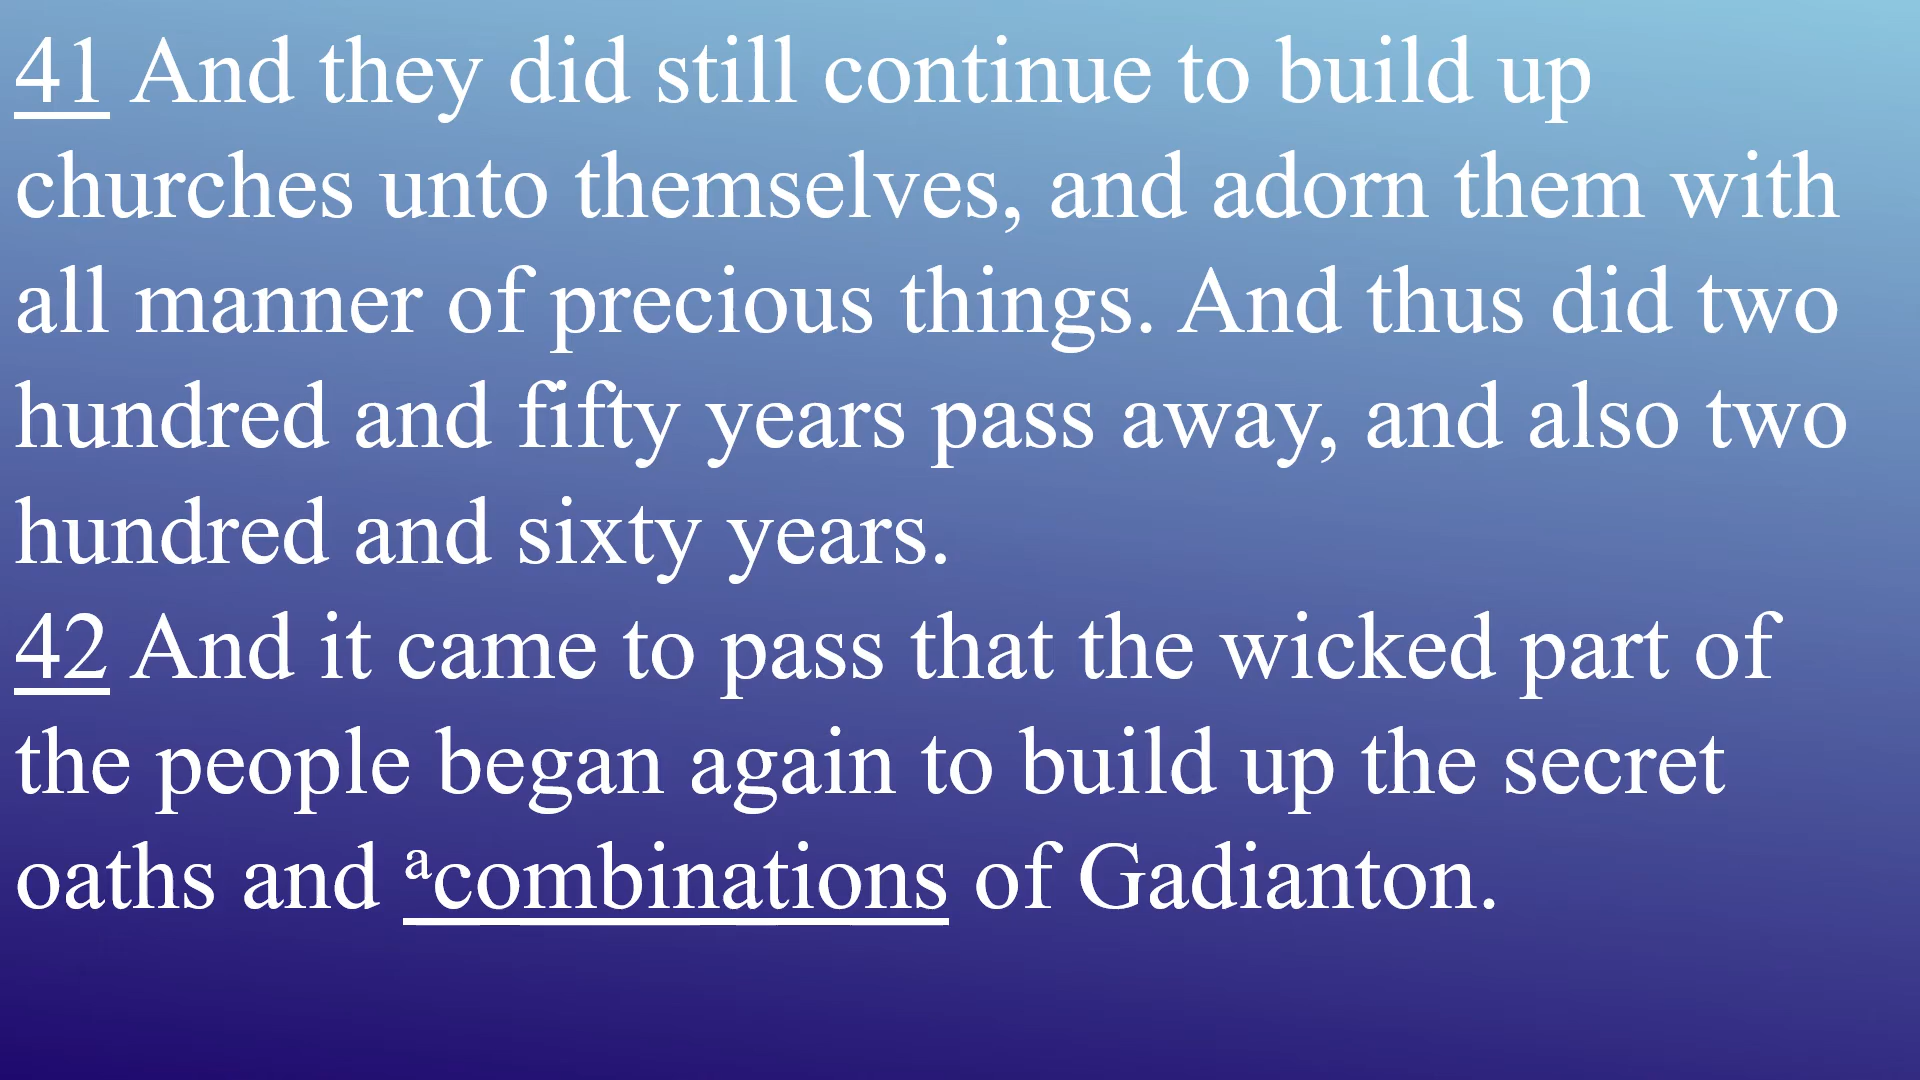 41 And they did still continue to build up
churches unto themselves, and adorn them with
all manner of precious things. And thus did two
hundred and fifty years pass away, and also two
hundred and sixty years.
42 And it came to pass that the wicked part of
the people began again to build up the secret
oaths and acombinations of Gadianton.